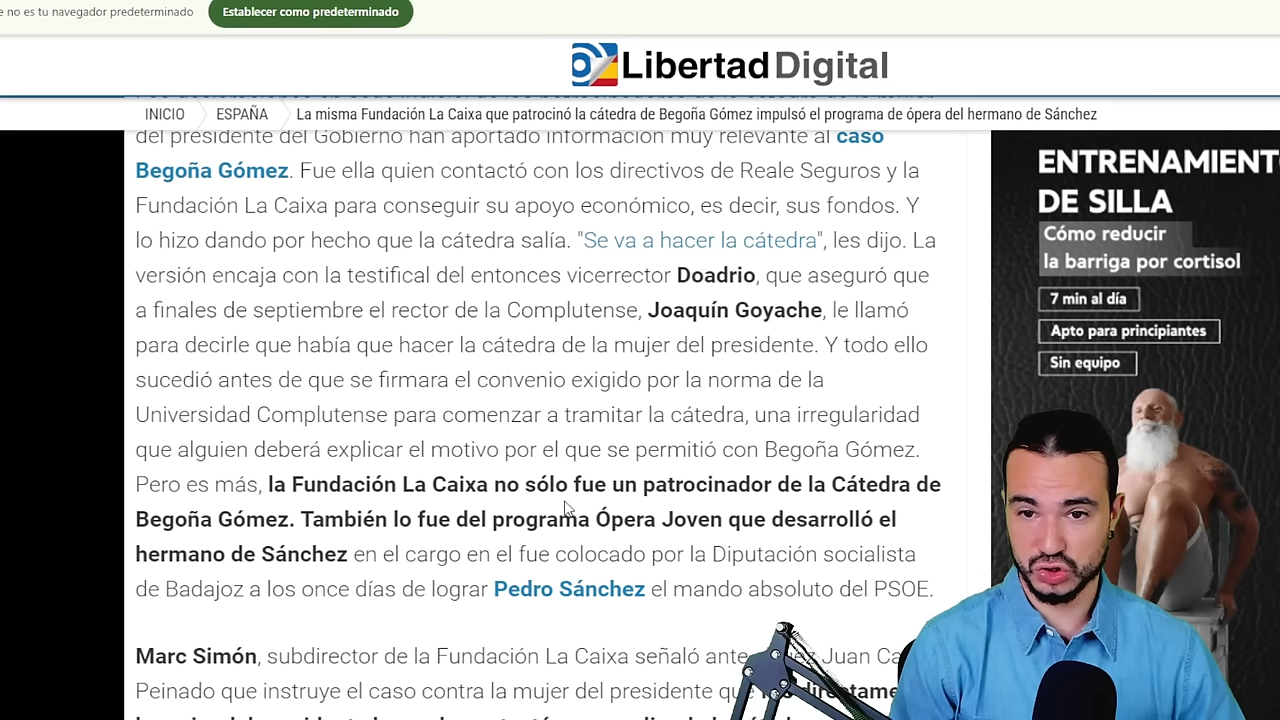 no es tu navegador predeterminado
Establecer como predeterminado
Libertad Digital
INICIO
ESPAÑA
La misma Fundación La Caixa que patrocinó la cátedra de Begoña Gómez impulsó el programa de ópera del hermano de Sánchez
del presidente del Gobierno han aportado información muy relevante al caso
Begoña Gómez. Fue ella quien contactó con los directivos de Reale Seguros y la
Fundación La Caixa para conseguir su apoyo económico, es decir, sus fondos. Y
lo hizo dando por hecho que la cátedra salía. "Se va a hacer la cátedra", les dijo. La
versión encaja con la testifical del entonces vicerrector Doadrio, que aseguró que
a finales de septiembre el rector de la Complutense, Joaquín Goyache, le llamó
para decirle que había que hacer la cátedra de la mujer del presidente. Y todo ello
sucedió antes de que se firmara el convenio exigido por la norma de la
Universidad Complutense para comenzar a tramitar la cátedra, una irregularidad
que alguien deberá explicar el motivo por el que se permitió con Begoña Gómez.
Pero es más, la Fundación La Caixa no sólo fue un patrocinador de la Cátedra de
Begoña Gómez. También lo fue del programa Ópera Joven que desarrolló el
hermano de Sánchez en el cargo en el fue colocado por la Diputación socialista
de Badajoz a los once días de lograr Pedro Sánchez el mando absoluto del PSOE.
Marc Simón, subdirector de la Fundación La Caixa señaló ante Juan
Peinado que instruye el caso contra la mujer del presidente que
ENTRENAMIENT
DE SILLA
Cómo reducir
la barriga por cortisol
7 min al día
Apto para principiantes
Sin equipo